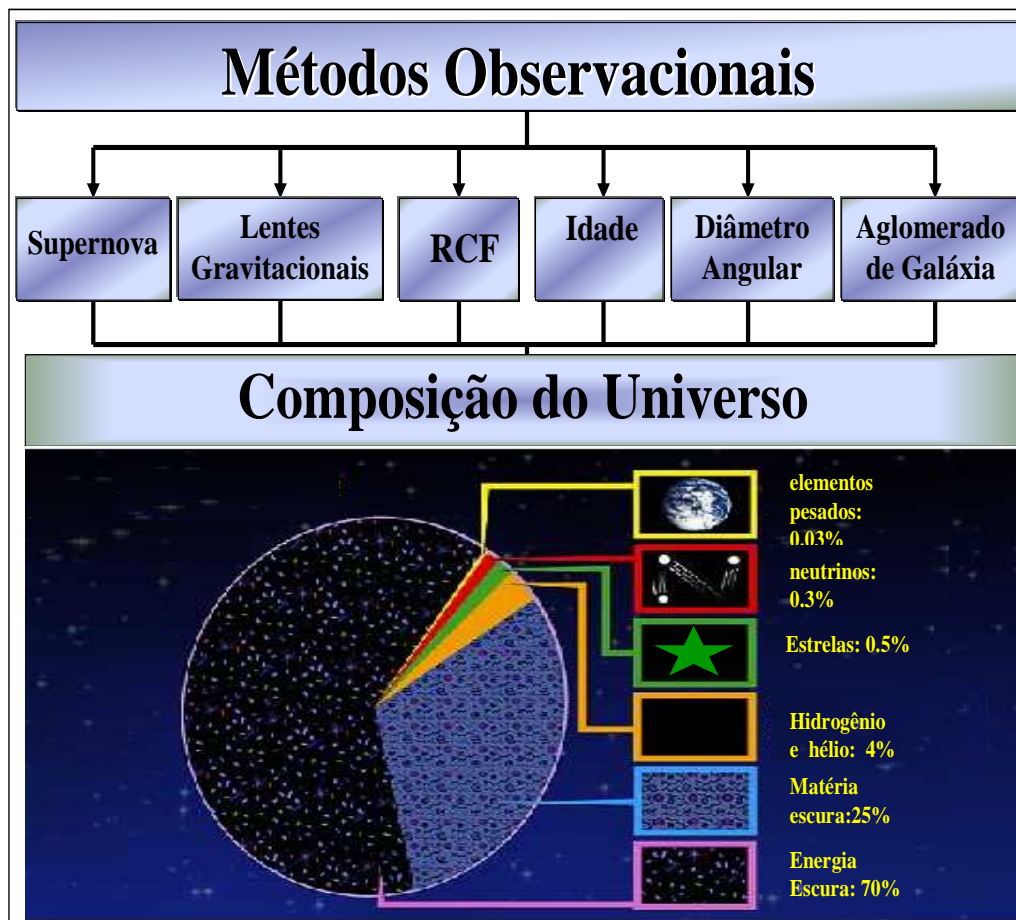 Métodos Observacionais
Supernova
Lentes
Gravitacionais
RCF
Idade
Diâmetro
Angular
Aglomerado
de Galáxia
Composição do Universo
elementos
pesados:
0.03%
neutrinos:
0.3%
Estrelas: 0.5%
Hidrogênio
e hélio: 4%
Matéria
escura:25%
Energia
Escura: 70%